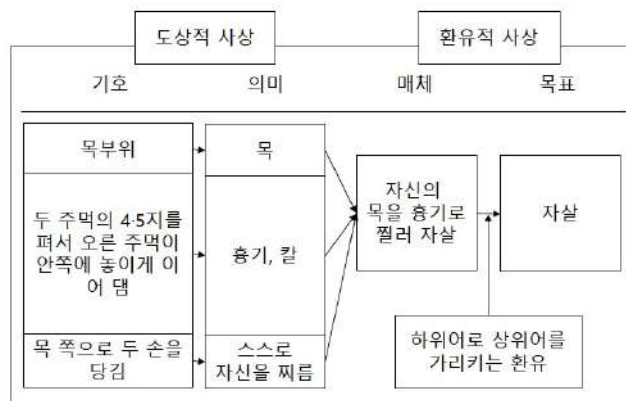 도상적 사상
환유적 사상
기호
의미
매체
목표
목부위
목
두 주먹의 4·5지를
펴서 오른 주먹이
안쪽에 놓이게 이
어 댐
흉기, 칼
목 쪽으로 두 손을
당김
스스로
자신을 찌름
자신의
목을 흉기로
찔러 자살
자살
하위어로 상위어를
가리키는 환유